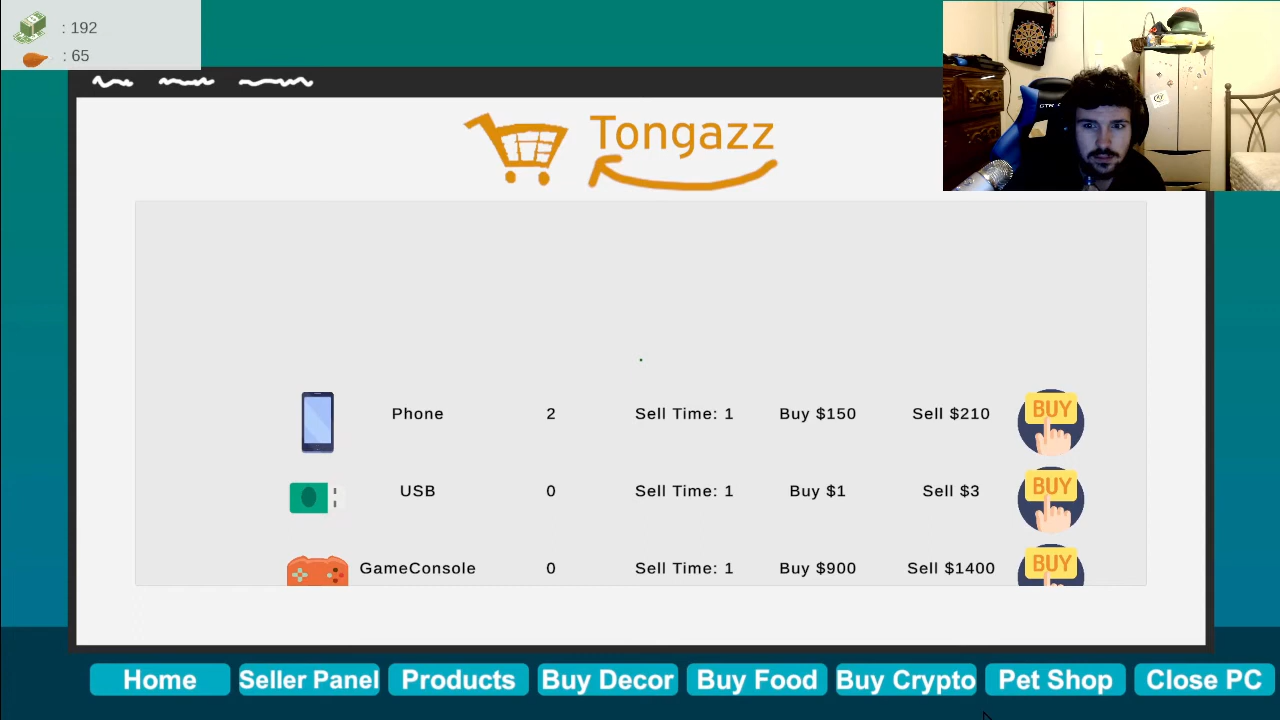 : 192
: 65
Tongazz
Phone 2 Sell Time: 1 Buy $150 Sell $210 BUY
USB 0 Sell Time: 1 Buy $1 Sell $3 BUY
GameConsole 0 Sell Time: 1 Buy $900 Sell $1400 BUY
Home Seller Panel Products Buy Decor Buy Food Buy Crypto Pet Shop Close PC